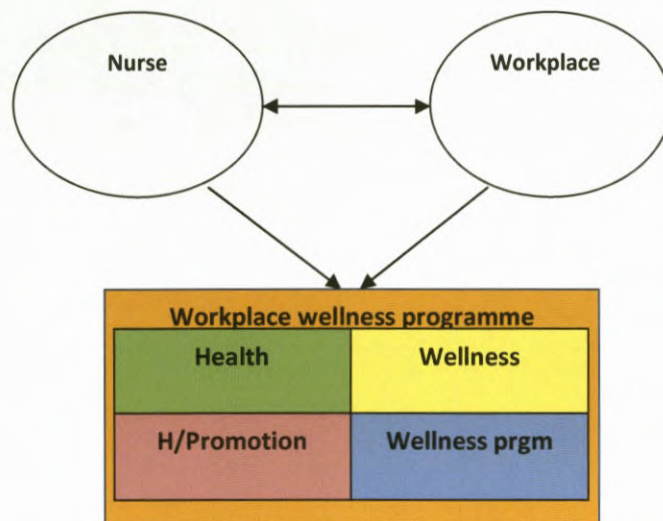 Nurse
Workplace
Workplace wellness programme
Health
Wellness
H/Promotion
Wellness prgm